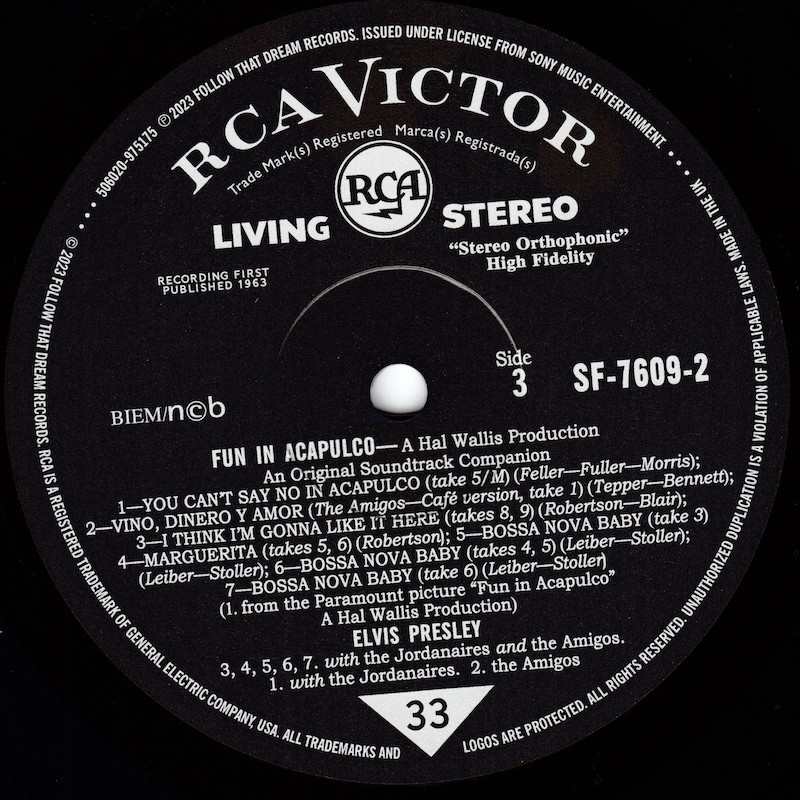 506020-975175 ℗ 2023 FOLLOW THAT DREAM RECORDS. ISSUED UNDER LICENSE FROM SONY MUSIC ENTERTAINMENT.
RCA VICTOR
Trade Mark(s) Registered Marca(s) Registrada(s)
RCA
LIVING STEREO
"Stereo Orthophonic"
High Fidelity
RECORDING FIRST
PUBLISHED 1963
Side
3
SF-7609-2
BIEM/n©b
FUN IN ACAPULCO—A Hal Wallis Production
An Original Soundtrack Companion
1—YOU CAN'T SAY NO IN ACAPULCO (take 5/M) (Feller—Fuller—Morris);
2—VINO, DINERO Y AMOR (The Amigos—Café version, take 1) (Tepper—Bennett);
3—I THINK I'M GONNA LIKE IT HERE (takes 8, 9) (Robertson—Blair);
4—MARGUERITA (takes 5, 6) (Robertson); 5—BOSSA NOVA BABY (take 3)
(Leiber—Stoller); 6—BOSSA NOVA BABY (takes 4, 5) (Leiber—Stoller);
7—BOSSA NOVA BABY (take 6) (Leiber—Stoller)
(1. from the Paramount picture "Fun in Acapulco"
A Hal Wallis Production)
ELVIS PRESLEY
3, 4, 5, 6, 7. with the Jordanaires and the Amigos.
1. with the Jordanaires. 2. the Amigos
33
© 2023 FOLLOW THAT DREAM RECORDS. RCA IS A REGISTERED TRADEMARK OF GENERAL ELECTRIC COMPANY, USA. ALL TRADEMARKS AND LOGOS ARE PROTECTED. ALL RIGHTS RESERVED. UNAUTHORIZED DUPLICATION IS A VIOLATION OF APPLICABLE LAWS. MADE IN THE UK